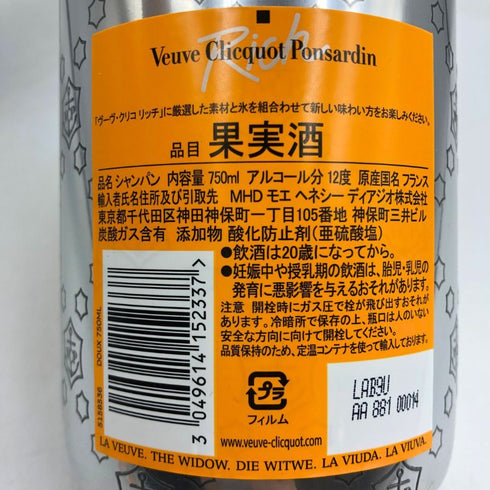 Rich
Veuve Clicquot Ponsardin
「ヴーヴ・クリコ リッチ」に厳選した素材と氷を組合わせて新しい味わい方をお楽しみください。
品目 果実酒
品名 シャンパン 内容量 750ml アルコール分 12度 原産国名 フランス
輸入者氏名住所及び引取先 MHD モエ ヘネシー ディアジオ株式会社
東京都千代田区神田神保町一丁目105番地 神保町三井ビル
炭酸ガス含有 添加物 酸化防止剤(亜硫酸塩)
●飲酒は20歳になってから。
●妊娠中や授乳期の飲酒は、胎児・乳児の
発育に悪影響を与えるおそれがあります。
注意 開栓時にガス圧で栓が飛び出すおそれが
あります。冷暗所で保存の上、瓶口は人のいない
安全な方向に向けて開栓してください。
品質保持のため、定温コンテナを使って輸入しております。
5158536 DOUX 750ML
3 049614 152337
プラ
フィルム
www.veuve-clicquot.com
LAB9U
AA 881 00014
LA VEUVE. THE WIDOW. DIE WITWE. LA VIUDA. LA VIUVA.